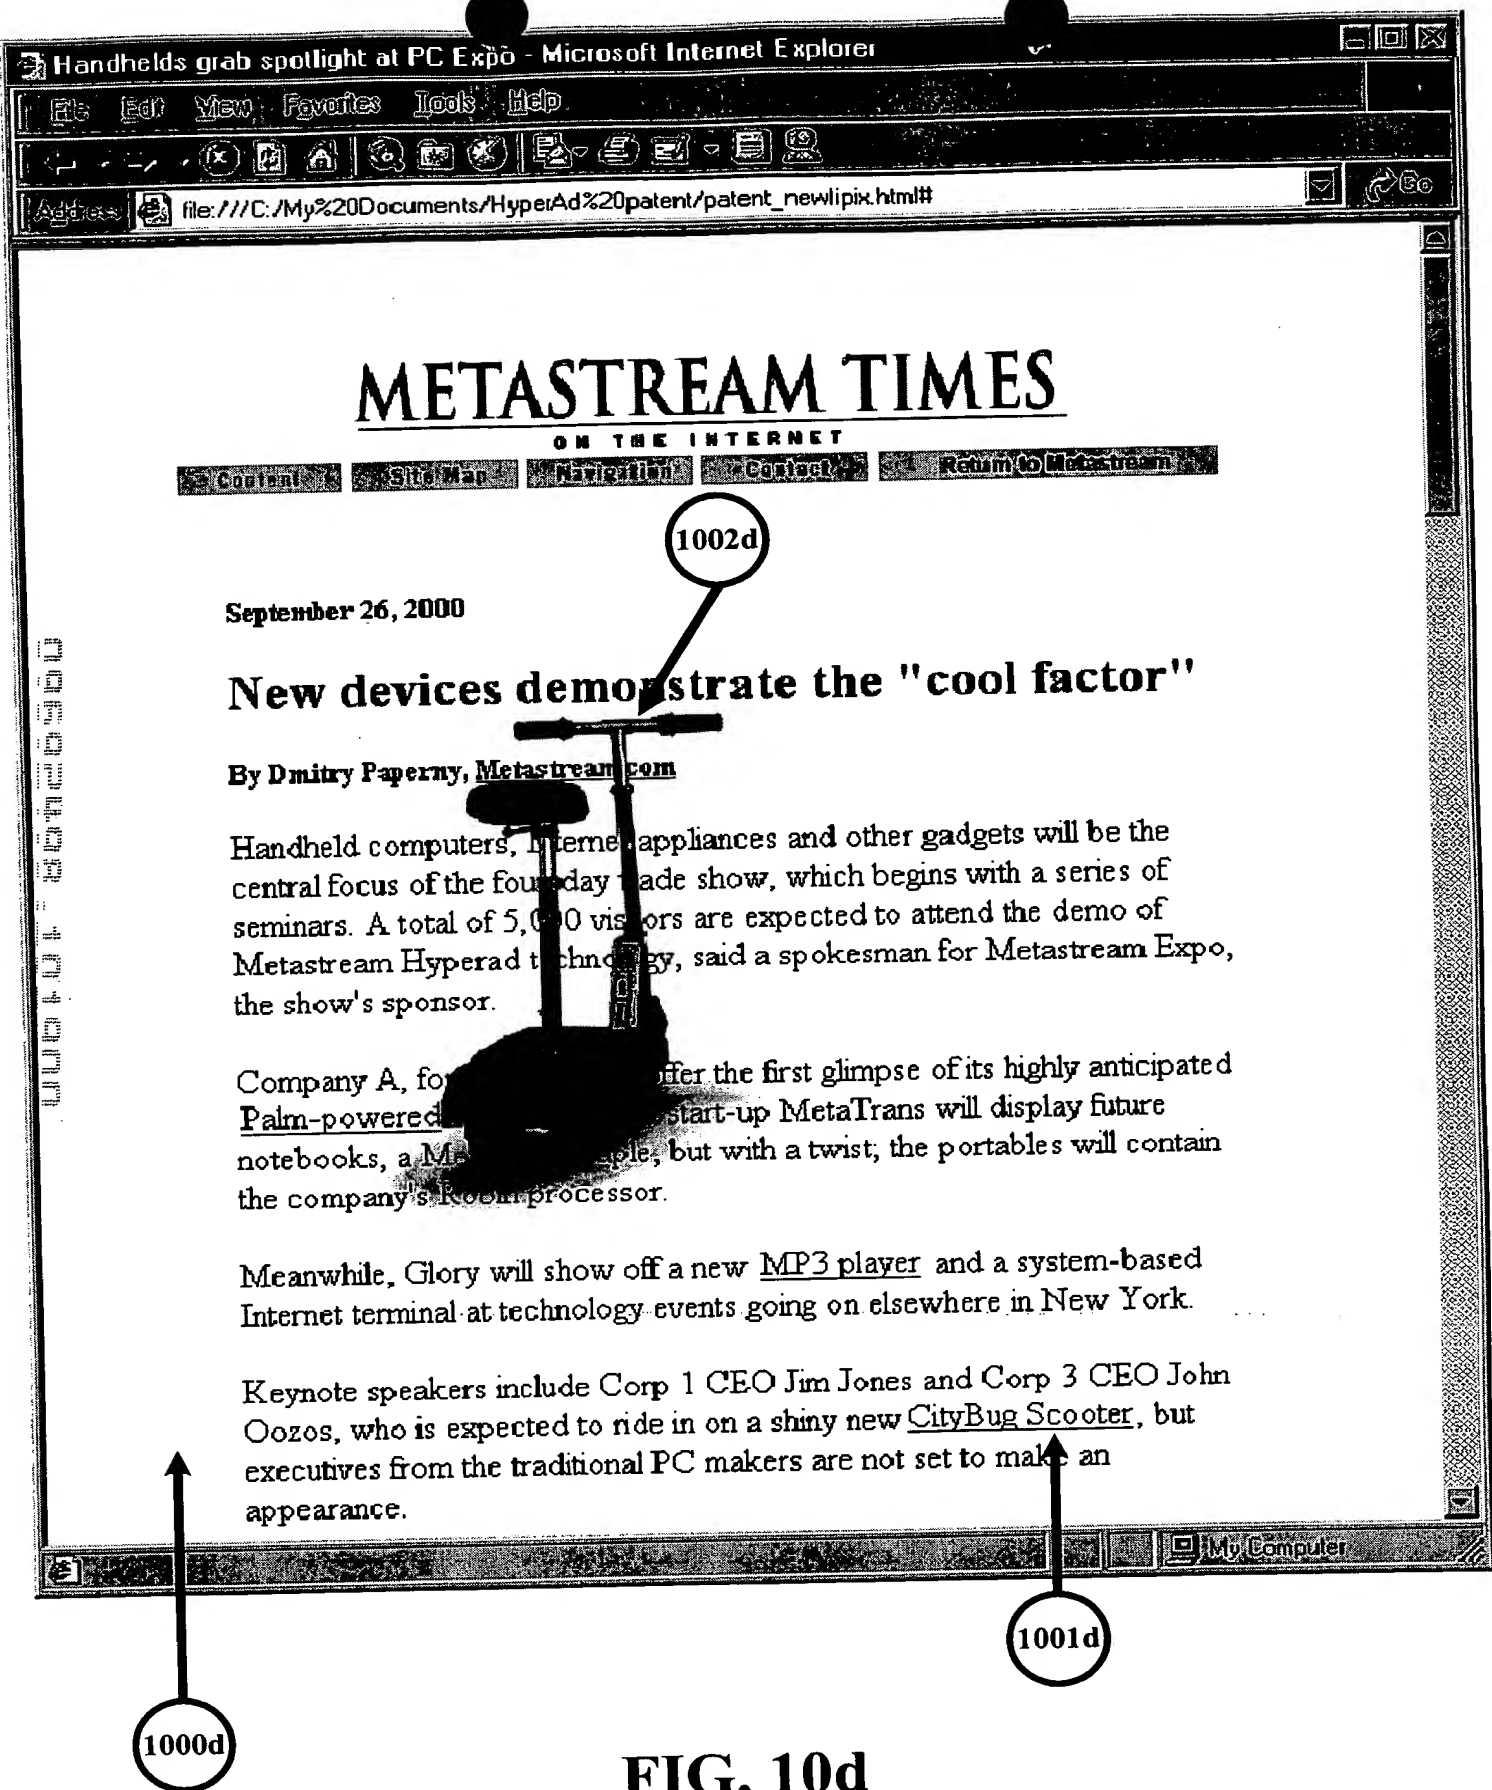 Handhelds grab spotlight at PC Expo - Microsoft Internet Explorer
File Edit View Favorites Tools Help
Address file:///C:/My%20Documents/HyperAd%20patent/patent_newlipix.html# Go
METASTREAM TIMES
ON THE INTERNET
Content Site Map Navigation Contact Return to Metastream
1002d
September 26, 2000
New devices demonstrate the "cool factor"
By Dmitry Paperny, Metastream.com
Handheld computers, Internet appliances and other gadgets will be the
central focus of the four-day trade show, which begins with a series of
seminars. A total of 5,000 visitors are expected to attend the demo of
Metastream Hyperad technology, said a spokesman for Metastream Expo,
the show's sponsor.
Company A, for offer the first glimpse of its highly anticipated
Palm-powered start-up MetaTrans will display future
notebooks, a but with a twist; the portables will contain
the company's Room processor.
Meanwhile, Glory will show off a new MP3 player and a system-based
Internet terminal at technology events going on elsewhere in New York.
Keynote speakers include Corp 1 CEO Jim Jones and Corp 3 CEO John
Oozos, who is expected to ride in on a shiny new CityBug Scooter, but
executives from the traditional PC makers are not set to make an
appearance.
My Computer
1001d
1000d
FIG. 10d